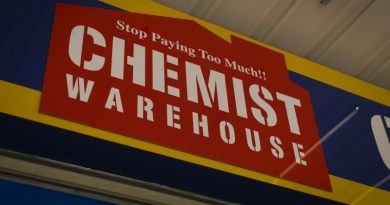 Stop Paying Too Much!!
CHEMIST
WAREHOUSE